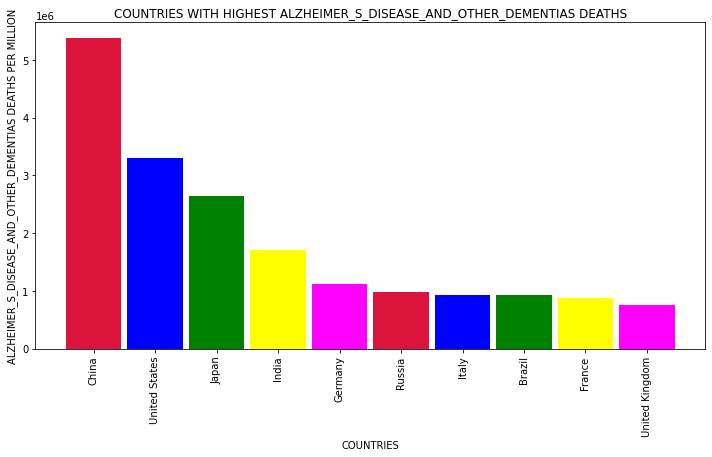 COUNTRIES WITH HIGHEST ALZHEIMER_S_DISEASE_AND_OTHER_DEMENTIAS DEATHS
1e6
ALZHEIMER_S_DISEASE_AND_OTHER_DEMENTIAS DEATHS PER MILLION
5
4
3
2
1
0
China
United States
Japan
India
Germany
Russia
Italy
Brazil
France
United Kingdom
COUNTRIES